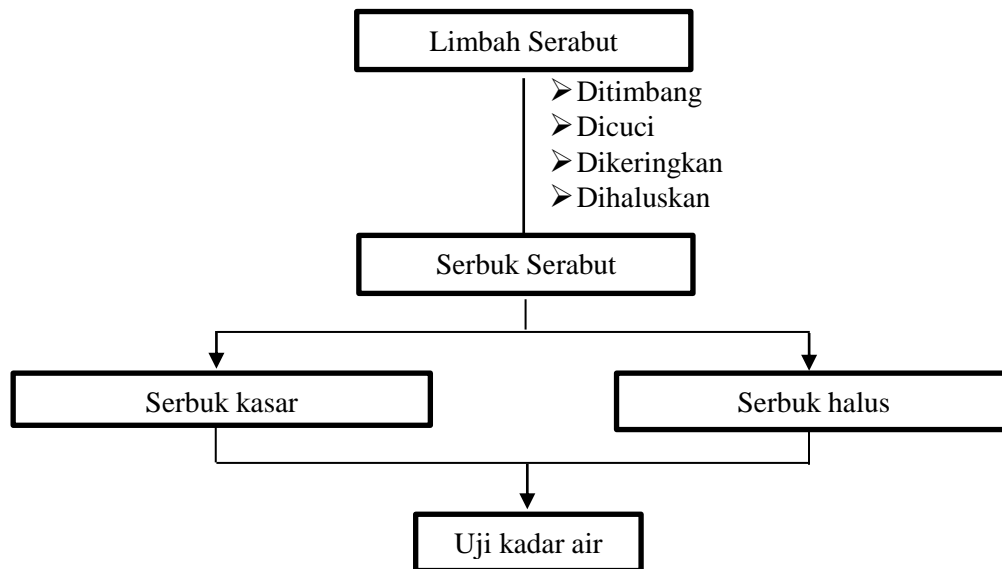 Limbah Serabut
➢Ditimbang
➢Dicuci
➢Dikeringkan
➢Dihaluskan
Serbuk Serabut
Serbuk kasar
Serbuk halus
Uji kadar air